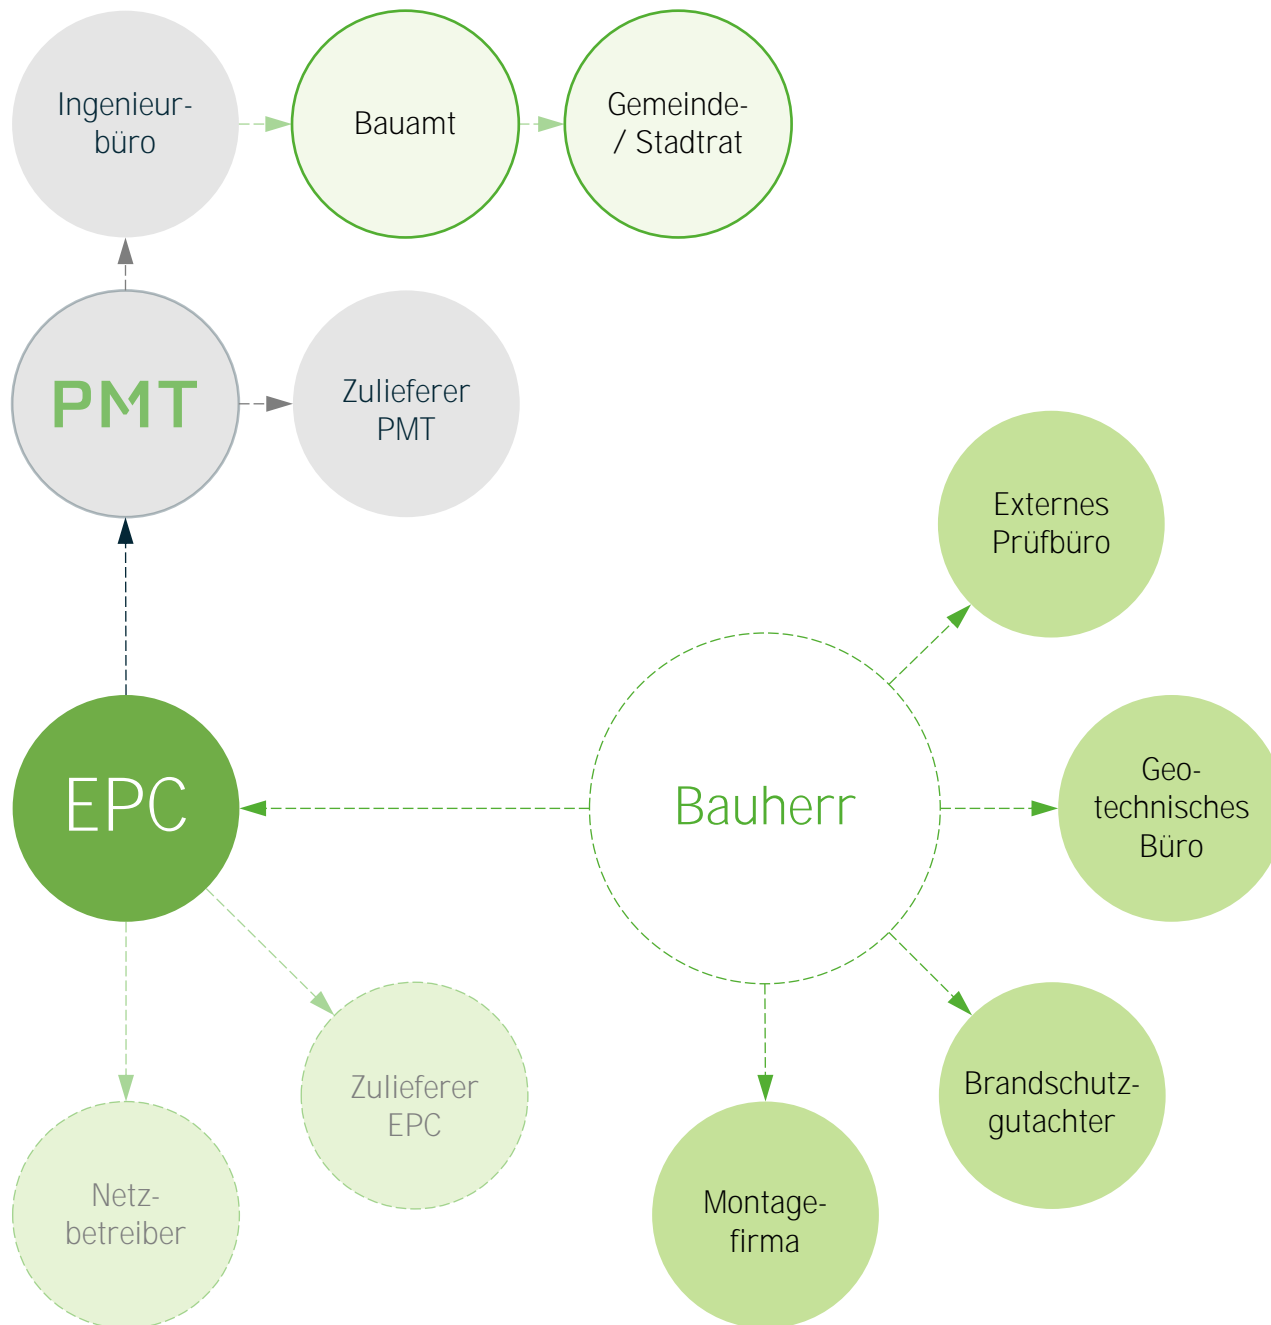 Ingenieur-
büro
Bauamt
Gemeinde-
/ Stadtrat
PMT
Zulieferer
PMT
Externes
Prüfbüro
EPC
Bauherr
Geo-
technisches
Büro
Zulieferer
EPC
Brandschutz-
gutachter
Netz-
betreiber
Montage-
firma